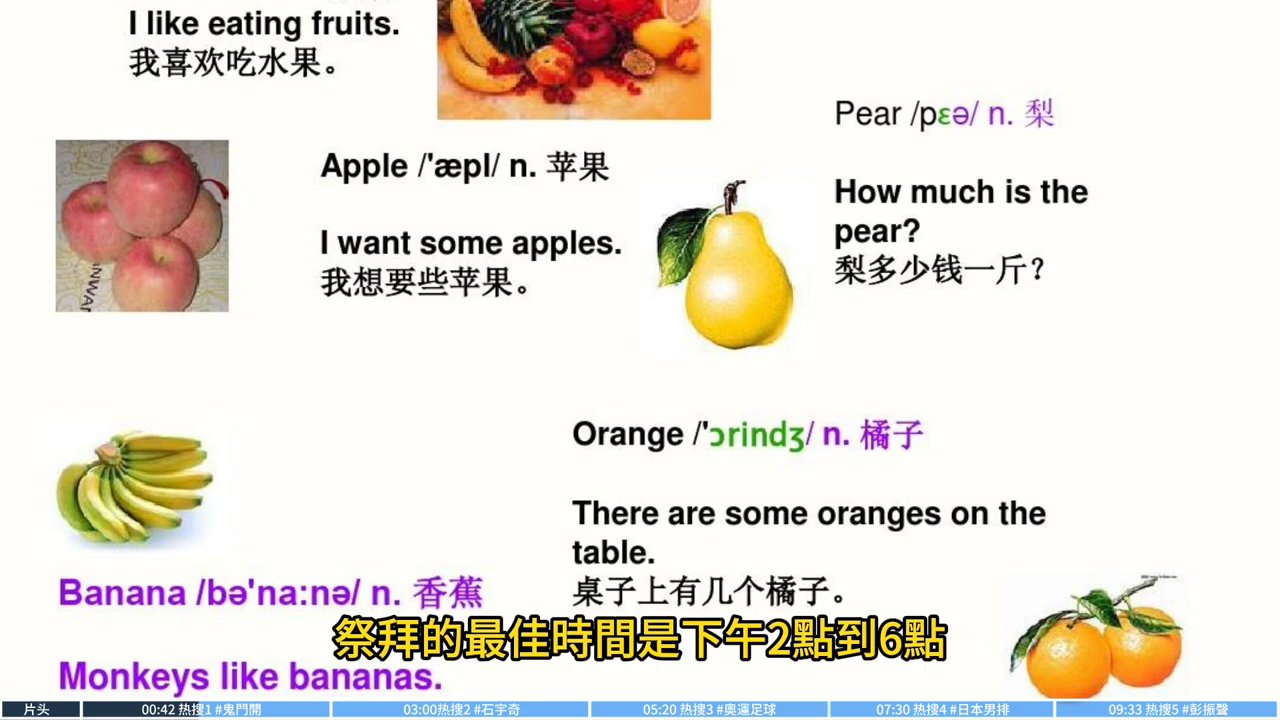 I like eating fruits.
我喜欢吃水果。
Pear /pɛə/ n. 梨
How much is the
pear?
梨多少钱一斤?
Apple /'æpl/ n. 苹果
I want some apples.
我想要些苹果。
Orange /'ɔrindʒ/ n. 橘子
There are some oranges on the
table.
桌子上有几个橘子。
Banana /bə'na:nə/ n. 香蕉
Monkeys like bananas.
祭拜的最佳時間是下午2點到6點
片头
00:42 热搜1 #鬼門開
03:00热搜2 #石宇奇
05:20 热搜3 #奧運足球
07:30 热搜4 #日本男排
09:33 热搜5 #彭振聲